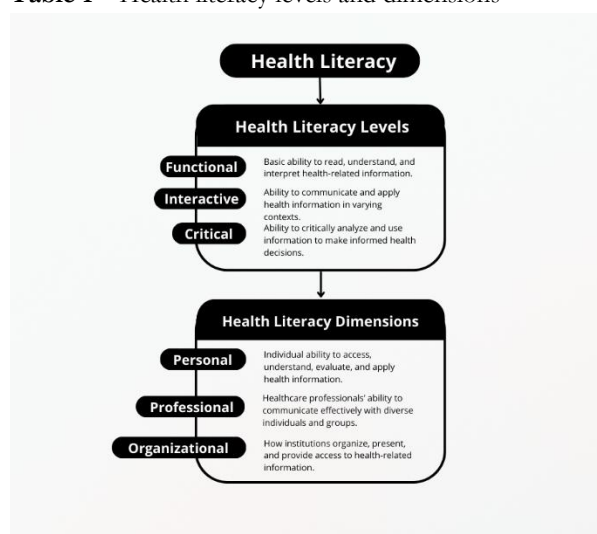 Table 1 Health literacy levels and dimensions
Health Literacy
Health Literacy Levels
Functional
Basic ability to read, understand, and
interpret health-related information.
Interactive
Ability to communicate and apply
health information in varying
contexts.
Critical
Ability to critically analyze and use
information to make informed health
decisions.
Health Literacy Dimensions
Personal
Individual ability to access,
understand, evaluate, and apply
health information.
Professional
Healthcare professionals' ability to
communicate effectively with diverse
individuals and groups.
Organizational
How institutions organize, present,
and provide access to health-related
information.